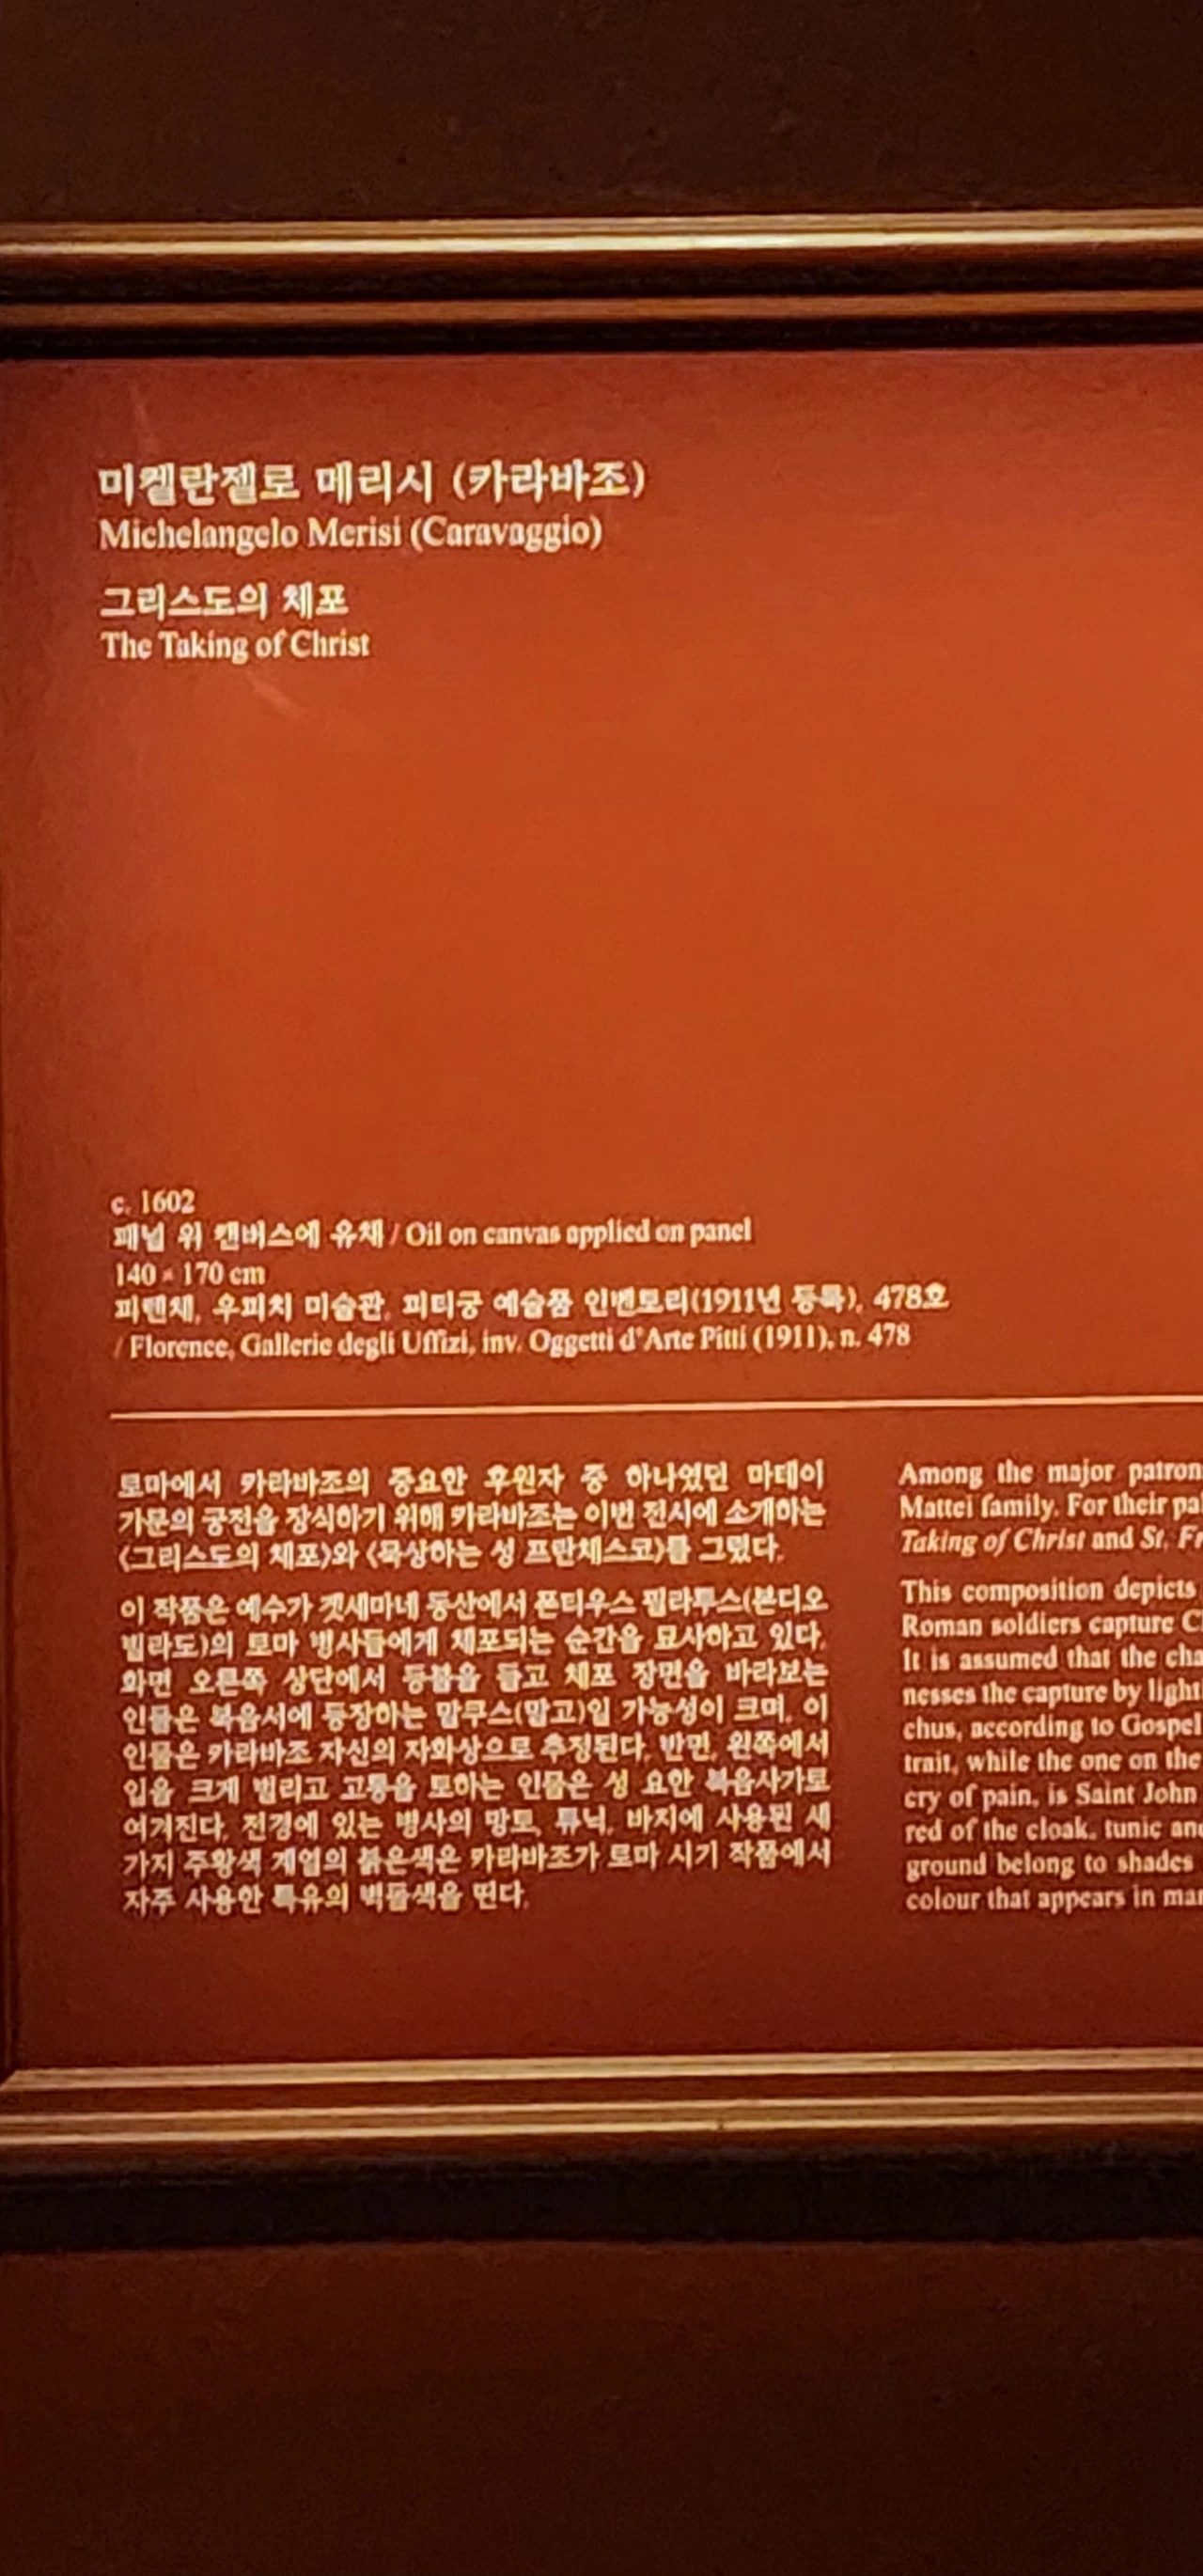 미켈란젤로 메리시 (카라바조)
Michelangelo Merisi (Caravaggio)
그리스도의 체포
The Taking of Christ
c. 1602
패널 위 캔버스에 유채 / Oil on canvas applied on panel
140 × 170 cm
피렌체, 우피치 미술관, 피티궁 예술품 인벤토리(1911년 등록), 478호
/ Florence, Gallerie degli Uffizi, inv. Oggetti d'Arte Pitti (1911), n. 478
로마에서 카라바조의 중요한 후원자 중 하나였던 마테이
가문의 궁전을 장식하기 위해 카라바조는 이번 전시에 소개하는
〈그리스도의 체포〉와 〈묵상하는 성 프란체스코〉를 그렸다.
이 작품은 예수가 겟세마네 동산에서 폰티우스 필라투스(본디오
빌라도)의 로마 병사들에게 체포되는 순간을 묘사하고 있다.
화면 오른쪽 상단에서 등불을 들고 체포 장면을 바라보는
인물은 복음서에 등장하는 말쿠스(말고)일 가능성이 크며, 이
인물은 카라바조 자신의 자화상으로 추정된다. 반면, 왼쪽에서
입을 크게 벌리고 고통을 토하는 인물은 성 요한 복음사가로
여겨진다. 전경에 있는 병사의 망토, 튜닉, 바지에 사용된 세
가지 주황색 계열의 붉은색은 카라바조가 로마 시기 작품에서
자주 사용한 특유의 벽돌색을 띤다.
Among the major patron
Mattei family. For their pa
Taking of Christ and St. Fr
This composition depicts
Roman soldiers capture C
It is assumed that the cha
nesses the capture by light
chus, according to Gospel
trait, while the one on the
cry of pain, is Saint John
red of the cloak, tunic and
ground belong to shades
colour that appears in ma